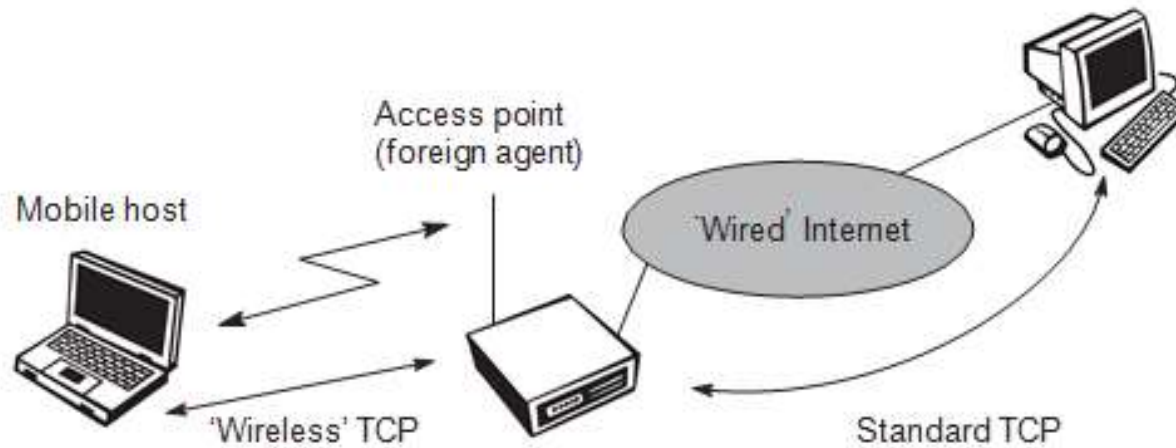 Access point
(foreign agent)
Mobile host
'Wired' Internet
'Wireless' TCP
Standard TCP